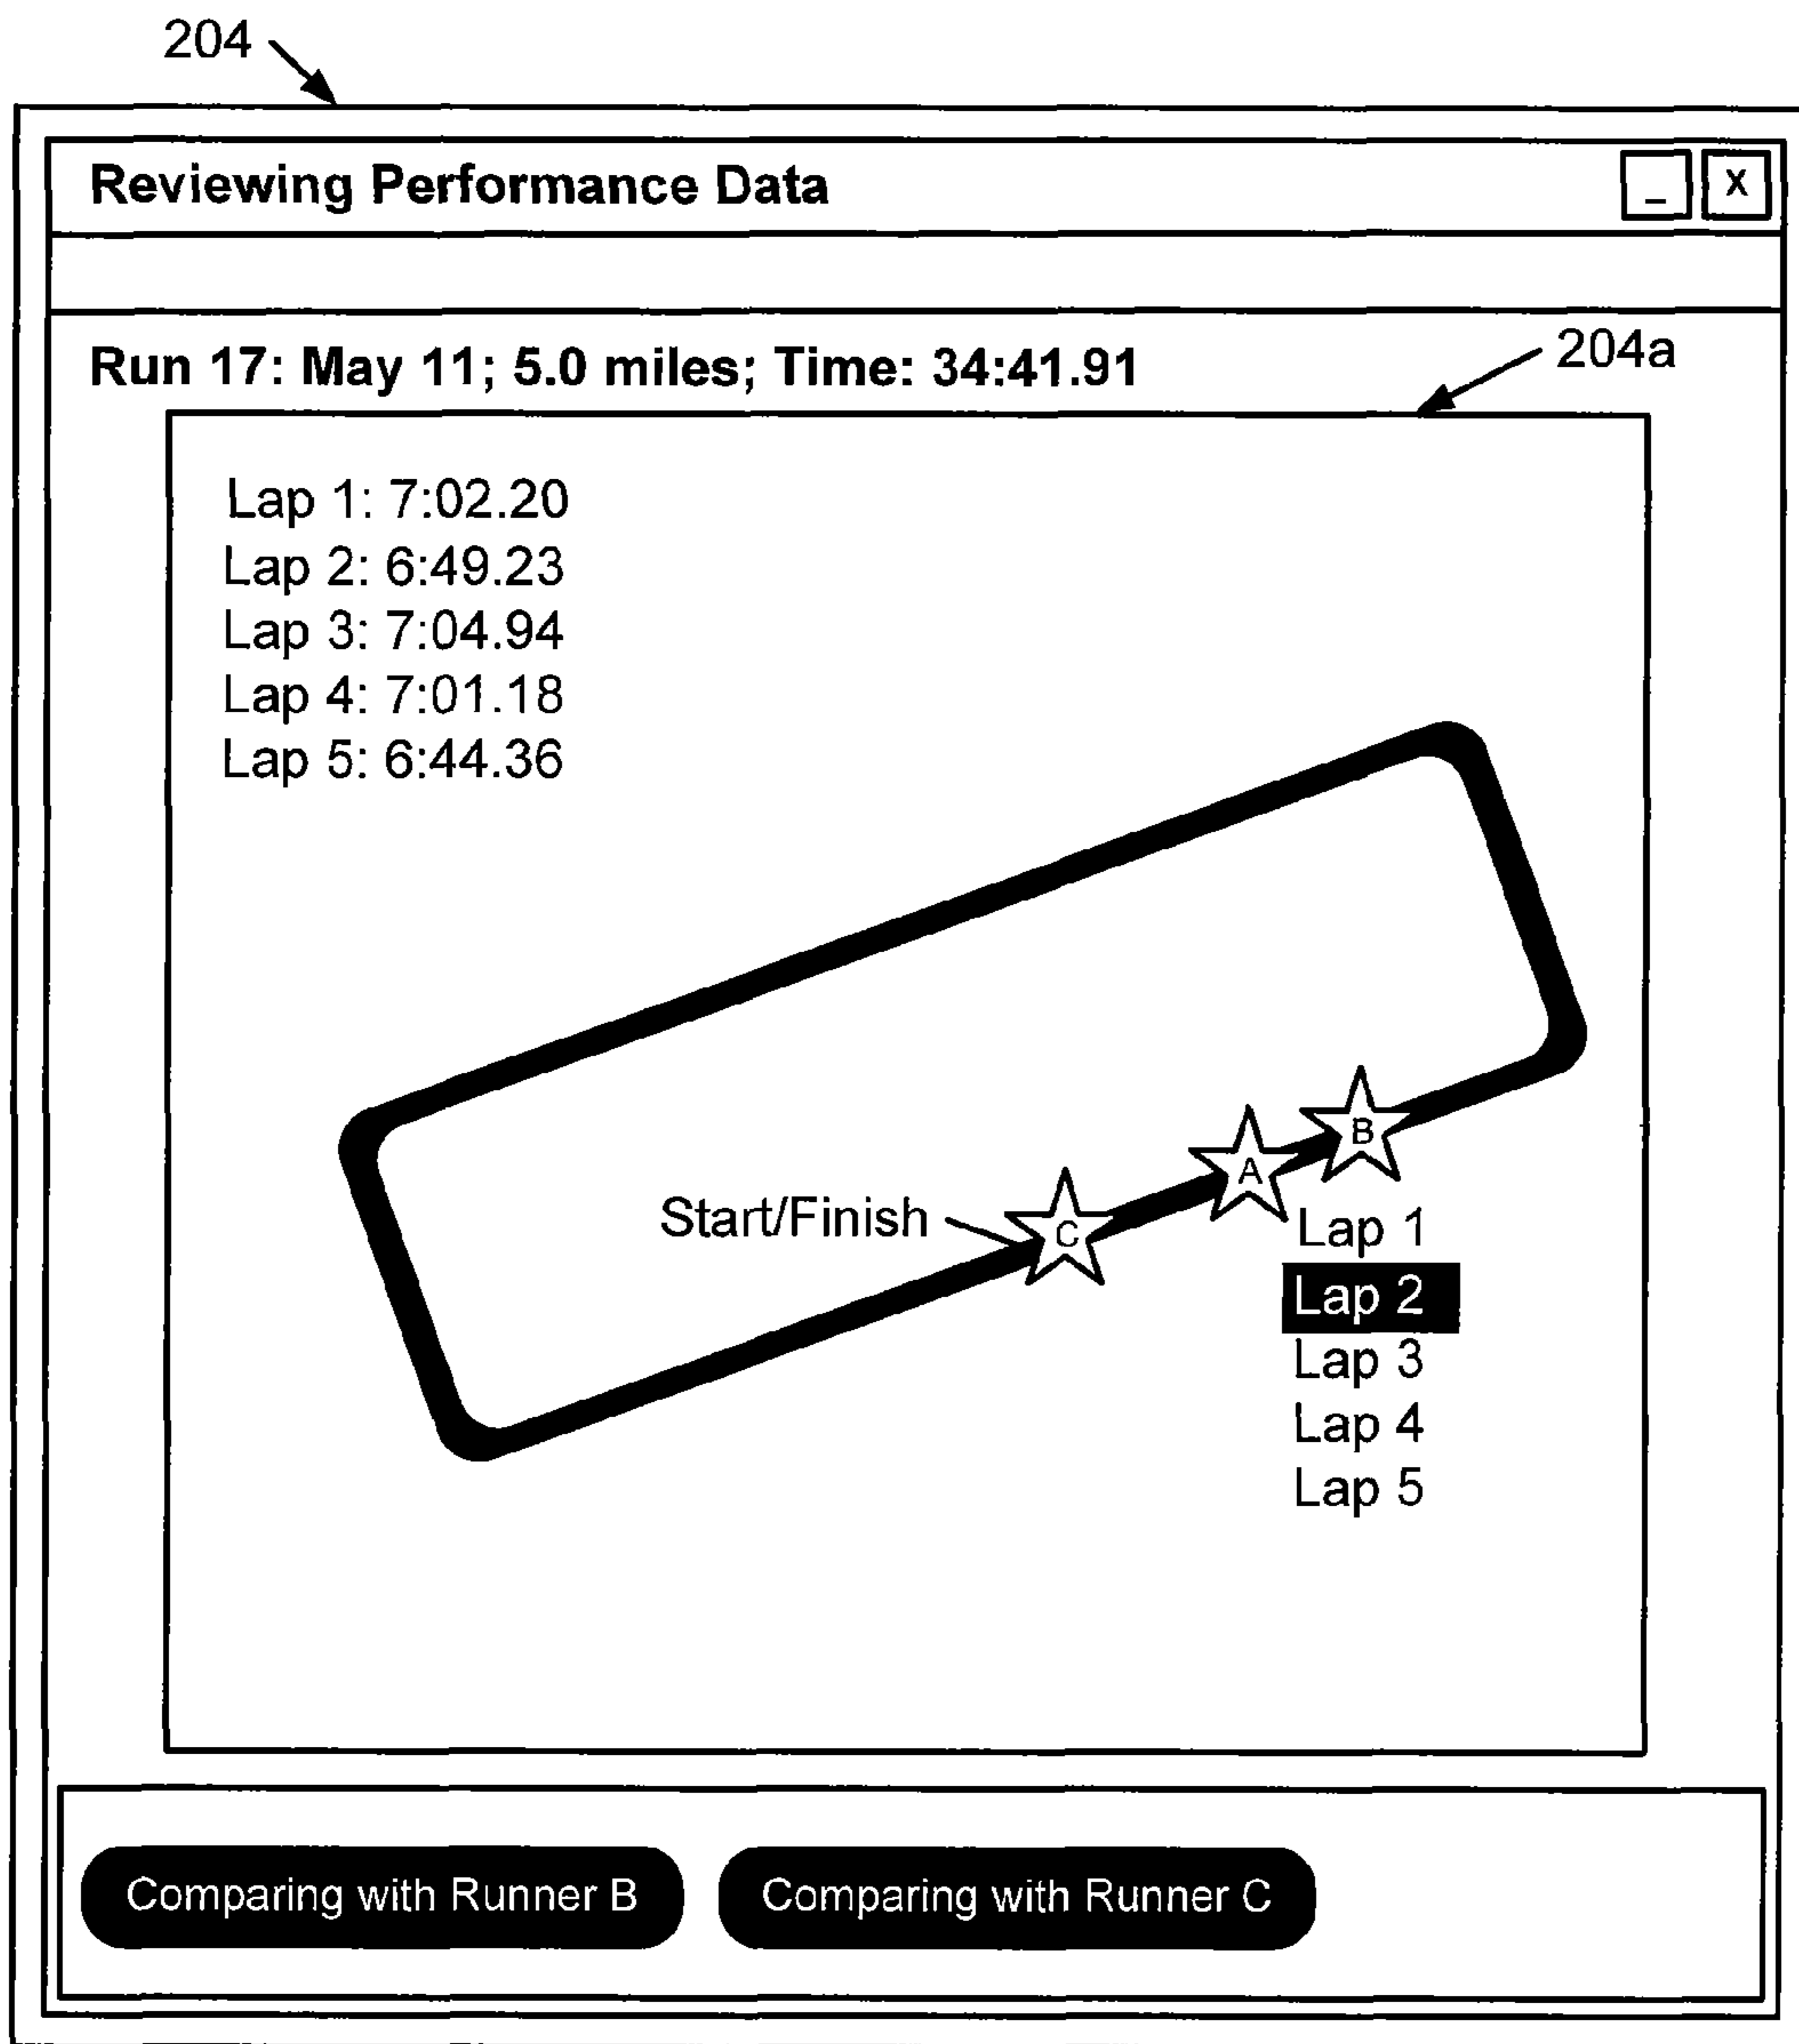 204
Reviewing Performance Data
_ X
Run 17: May 11; 5.0 miles; Time: 34:41.91
204a
Lap 1: 7:02.20
Lap 2: 6:49.23
Lap 3: 7:04.94
Lap 4: 7:01.18
Lap 5: 6:44.36
B
A
Start/Finish
C
Lap 1
Lap 2
Lap 3
Lap 4
Lap 5
Comparing with Runner B
Comparing with Runner C